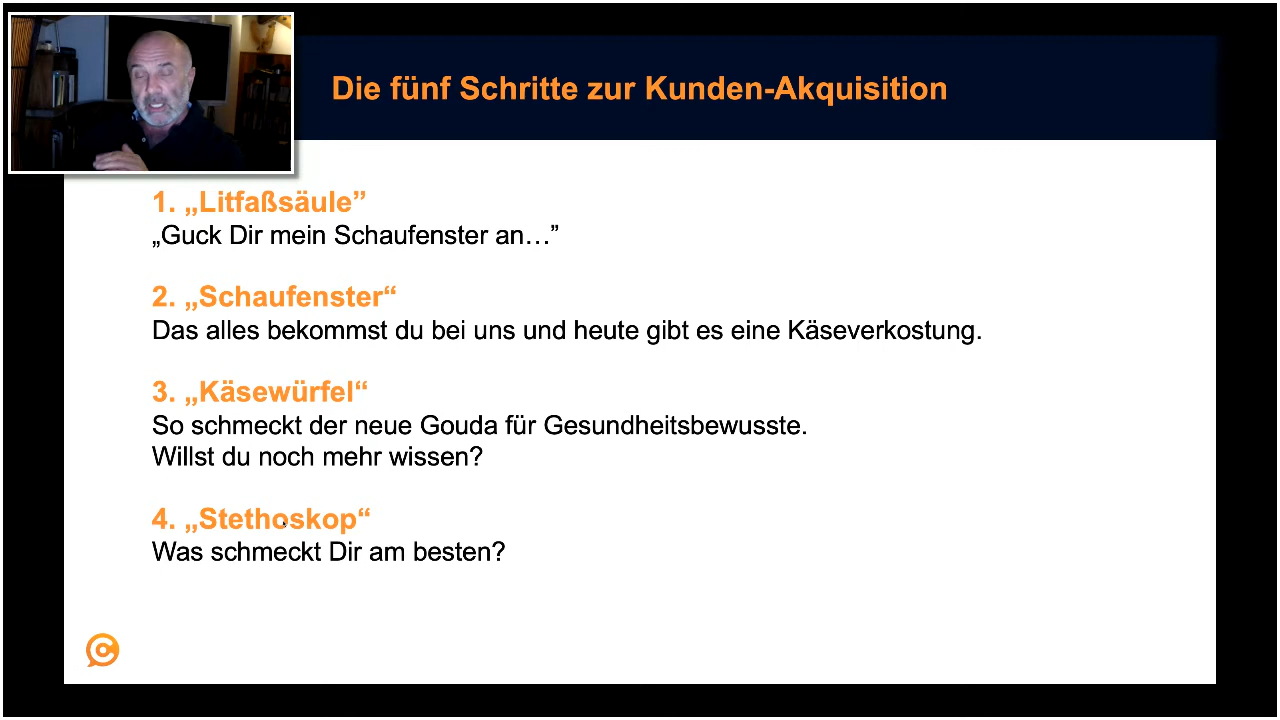 Die fünf Schritte zur Kunden-Akquisition
1. „Litfaßsäule”
„Guck Dir mein Schaufenster an…”
2. „Schaufenster“
Das alles bekommst du bei uns und heute gibt es eine Käseverkostung.
3. „Käsewürfel“
So schmeckt der neue Gouda für Gesundheitsbewusste.
Willst du noch mehr wissen?
4. „Stethoskop“
Was schmeckt Dir am besten?